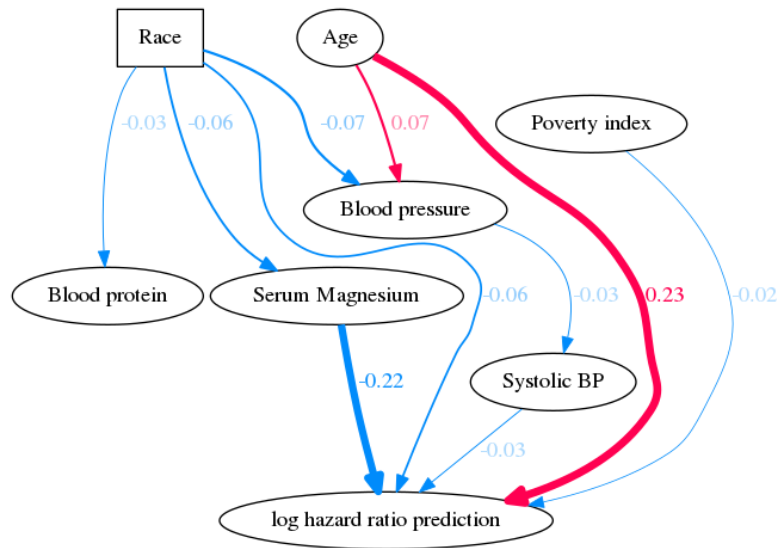 Race
Age
-0.03
-0.06
-0.07
0.07
Poverty index
Blood pressure
Blood protein
Serum Magnesium
-0.06
-0.03
0.23
-0.02
-0.22
Systolic BP
-0.03
log hazard ratio prediction